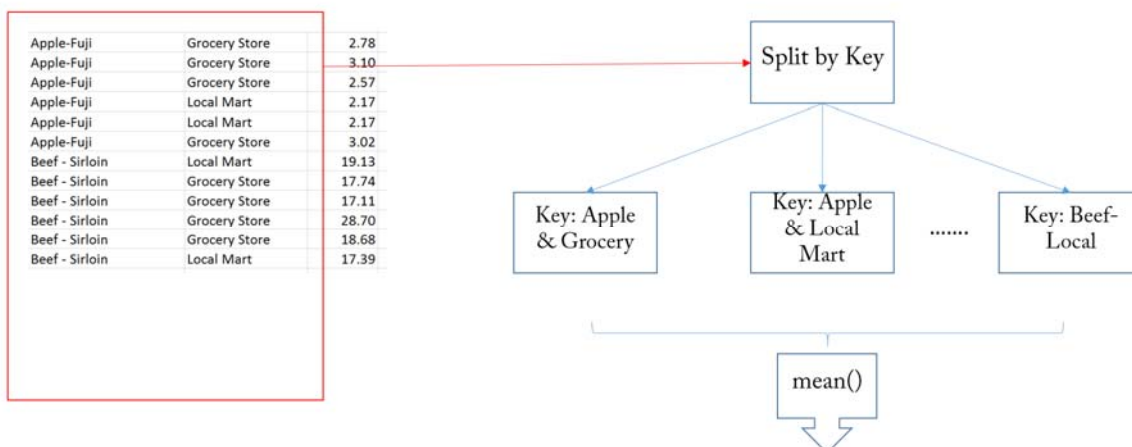 Apple-Fuji Grocery Store 2.78
Apple-Fuji Grocery Store 3.10
Apple-Fuji Grocery Store 2.57
Apple-Fuji Local Mart 2.17
Apple-Fuji Local Mart 2.17
Apple-Fuji Grocery Store 3.02
Beef - Sirloin Local Mart 19.13
Beef - Sirloin Grocery Store 17.74
Beef - Sirloin Grocery Store 17.11
Beef - Sirloin Grocery Store 28.70
Beef - Sirloin Grocery Store 18.68
Beef - Sirloin Local Mart 17.39
Split by Key
Key: Apple
& Grocery
Key: Apple
& Local
Mart
.......
Key: Beef-
Local
mean()